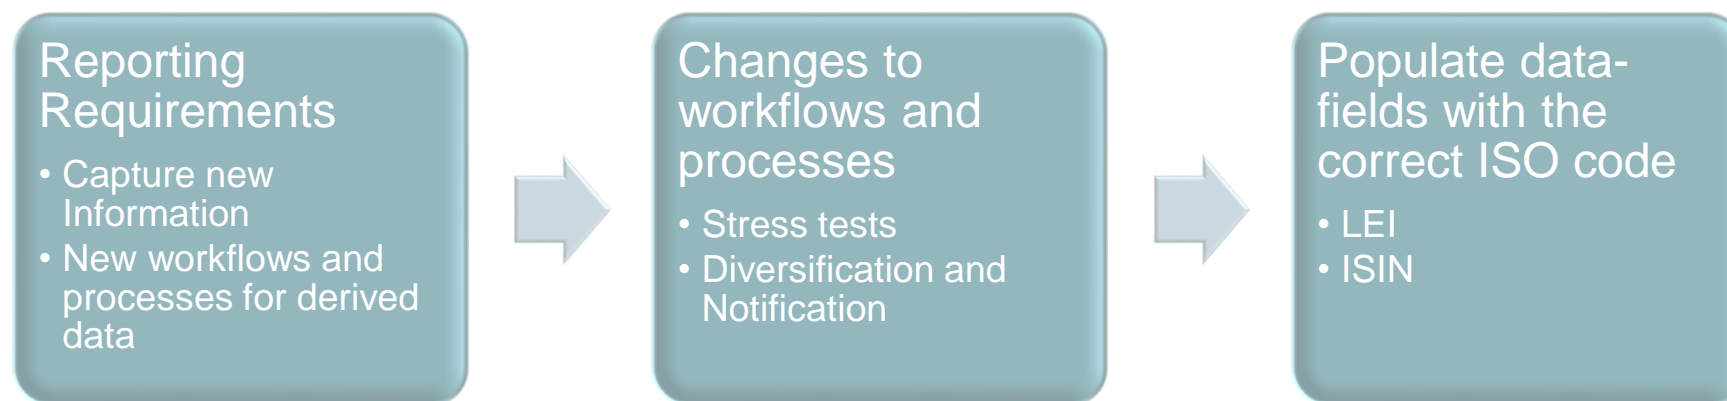 Reporting
Requirements
• Capture new
Information
• New workflows and
processes for derived
data
Changes to
workflows and
processes
• Stress tests
• Diversification and
Notification
Populate data-
fields with the
correct ISO code
• LEI
• ISIN